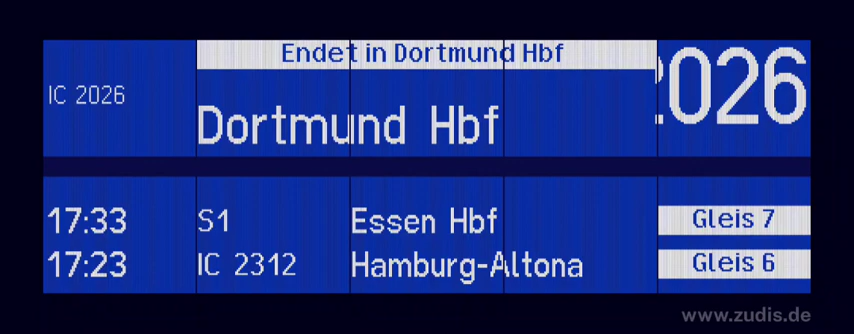 Endet in Dortmund Hbf
IC 2026
Dortmund Hbf
2026
17:33 S1 Essen Hbf Gleis 7
17:23 IC 2312 Hamburg-Altona Gleis 6
www.zudis.de